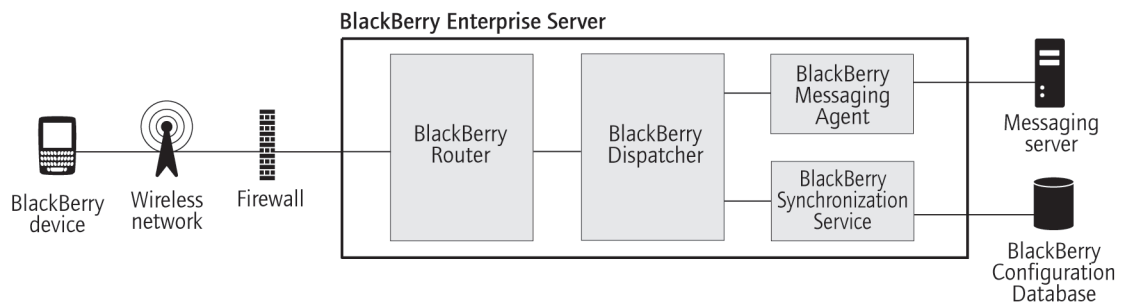 BlackBerry Enterprise Server
BlackBerry
device
Wireless
network
Firewall
BlackBerry
Router
BlackBerry
Dispatcher
BlackBerry
Messaging
Agent
BlackBerry
Synchronization
Service
Messaging
server
BlackBerry
Configuration
Database